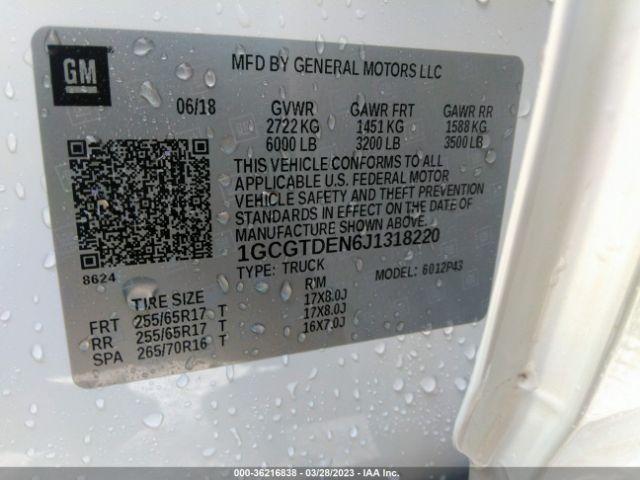 GM
MFD BY GENERAL MOTORS LLC
06/18 GVWR GAWR FRT GAWR RR
2722 KG 1451 KG 1588 KG
6000 LB 3200 LB 3500 LB
THIS VEHICLE CONFORMS TO ALL
APPLICABLE U.S. FEDERAL MOTOR
VEHICLE SAFETY AND THEFT PREVENTION
STANDARDS IN EFFECT ON THE DATE OF
MANUFACTURE SHOWN ABOVE.
1GCGTDEN6J1318220
8624
TYPE: TRUCK MODEL: 6012P43
TIRE SIZE RIM
FRT 255/65R17 T 17X8.0J
RR 255/65R17 T 17X8.0J
SPA 265/70R16 T 16X7.0J
000-36216838 - 03/28/2023 - IAA Inc.